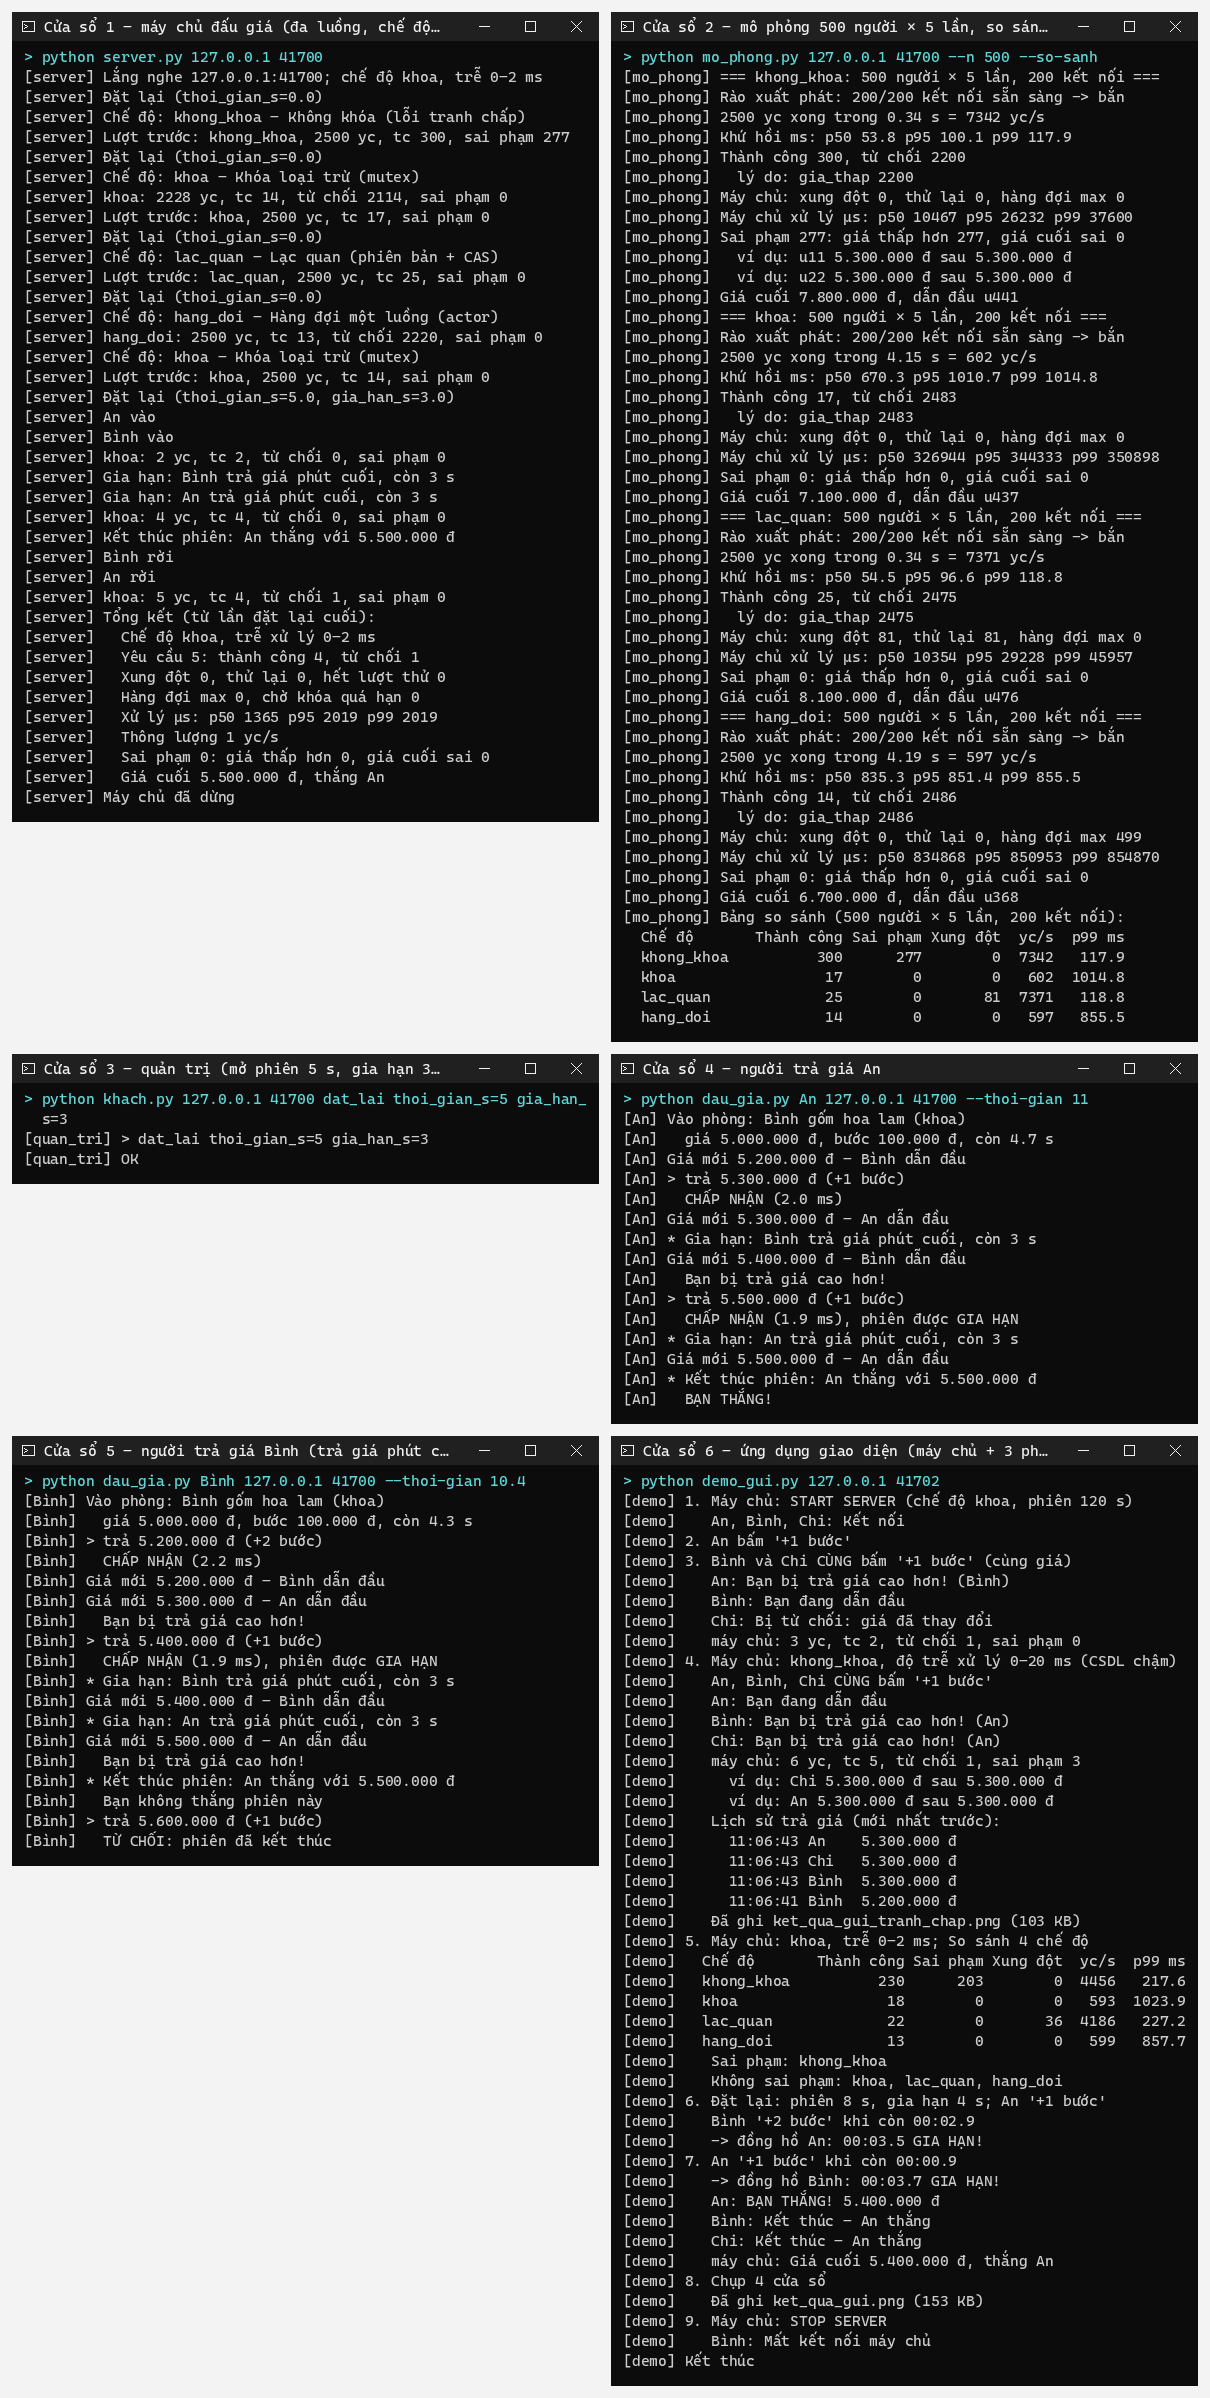 Cửa sổ 1 – máy chủ đấu giá (đa luồng, chế độ…
> python server.py 127.0.0.1 41700
[server] Lắng nghe 127.0.0.1:41700; chế độ khoa, trễ 0–2 ms
[server] Đặt lại (thoi_gian_s=0.0)
[server] Chế độ: khong_khoa – Không khóa (lỗi tranh chấp)
[server] Lượt trước: khong_khoa, 2500 yc, tc 300, sai phạm 277
[server] Đặt lại (thoi_gian_s=0.0)
[server] Chế độ: khoa – Khóa loại trừ (mutex)
[server] khoa: 2228 yc, tc 14, từ chối 2114, sai phạm 0
[server] Lượt trước: khoa, 2500 yc, tc 17, sai phạm 0
[server] Đặt lại (thoi_gian_s=0.0)
[server] Chế độ: lac_quan – Lạc quan (phiên bản + CAS)
[server] Lượt trước: lac_quan, 2500 yc, tc 25, sai phạm 0
[server] Đặt lại (thoi_gian_s=0.0)
[server] Chế độ: hang_doi – Hàng đợi một luồng (actor)
[server] hang_doi: 2500 yc, tc 13, từ chối 2220, sai phạm 0
[server] Chế độ: khoa – Khóa loại trừ (mutex)
[server] Lượt trước: khoa, 2500 yc, tc 14, sai phạm 0
[server] Đặt lại (thoi_gian_s=5.0, gia_han_s=3.0)
[server] An vào
[server] Bình vào
[server] khoa: 2 yc, tc 2, từ chối 0, sai phạm 0
[server] Gia hạn: Bình trả giá phút cuối, còn 3 s
[server] Gia hạn: An trả giá phút cuối, còn 3 s
[server] khoa: 4 yc, tc 4, từ chối 0, sai phạm 0
[server] Kết thúc phiên: An thắng với 5.500.000 đ
[server] Bình rời
[server] An rời
[server] khoa: 5 yc, tc 4, từ chối 1, sai phạm 0
[server] Tổng kết (từ lần đặt lại cuối):
[server]   Chế độ khoa, trễ xử lý 0–2 ms
[server]   Yêu cầu 5: thành công 4, từ chối 1
[server]   Xung đột 0, thử lại 0, hết lượt thử 0
[server]   Hàng đợi max 0, chờ khóa quá hạn 0
[server]   Xử lý µs: p50 1365 p95 2019 p99 2019
[server]   Thông lượng 1 yc/s
[server]   Sai phạm 0: giá thấp hơn 0, giá cuối sai 0
[server]   Giá cuối 5.500.000 đ, thắng An
[server] Máy chủ đã dừng
Cửa sổ 2 – mô phỏng 500 người × 5 lần, so sán…
> python mo_phong.py 127.0.0.1 41700 --n 500 --so-sanh
[mo_phong] === khong_khoa: 500 người × 5 lần, 200 kết nối ===
[mo_phong] Rào xuất phát: 200/200 kết nối sẵn sàng -> bắn
[mo_phong] 2500 yc xong trong 0.34 s = 7342 yc/s
[mo_phong] Khứ hồi ms: p50 53.8 p95 100.1 p99 117.9
[mo_phong] Thành công 300, từ chối 2200
[mo_phong]   lý do: gia_thap 2200
[mo_phong] Máy chủ: xung đột 0, thử lại 0, hàng đợi max 0
[mo_phong] Máy chủ xử lý µs: p50 10467 p95 26232 p99 37600
[mo_phong] Sai phạm 277: giá thấp hơn 277, giá cuối sai 0
[mo_phong]   ví dụ: u11 5.300.000 đ sau 5.300.000 đ
[mo_phong]   ví dụ: u22 5.300.000 đ sau 5.300.000 đ
[mo_phong] Giá cuối 7.800.000 đ, dẫn đầu u441
[mo_phong] === khoa: 500 người × 5 lần, 200 kết nối ===
[mo_phong] Rào xuất phát: 200/200 kết nối sẵn sàng -> bắn
[mo_phong] 2500 yc xong trong 4.15 s = 602 yc/s
[mo_phong] Khứ hồi ms: p50 670.3 p95 1010.7 p99 1014.8
[mo_phong] Thành công 17, từ chối 2483
[mo_phong]   lý do: gia_thap 2483
[mo_phong] Máy chủ: xung đột 0, thử lại 0, hàng đợi max 0
[mo_phong] Máy chủ xử lý µs: p50 326944 p95 344333 p99 350898
[mo_phong] Sai phạm 0: giá thấp hơn 0, giá cuối sai 0
[mo_phong] Giá cuối 7.100.000 đ, dẫn đầu u437
[mo_phong] === lac_quan: 500 người × 5 lần, 200 kết nối ===
[mo_phong] Rào xuất phát: 200/200 kết nối sẵn sàng -> bắn
[mo_phong] 2500 yc xong trong 0.34 s = 7371 yc/s
[mo_phong] Khứ hồi ms: p50 54.5 p95 96.6 p99 118.8
[mo_phong] Thành công 25, từ chối 2475
[mo_phong]   lý do: gia_thap 2475
[mo_phong] Máy chủ: xung đột 81, thử lại 81, hàng đợi max 0
[mo_phong] Máy chủ xử lý µs: p50 10354 p95 29228 p99 45957
[mo_phong] Sai phạm 0: giá thấp hơn 0, giá cuối sai 0
[mo_phong] Giá cuối 8.100.000 đ, dẫn đầu u476
[mo_phong] === hang_doi: 500 người × 5 lần, 200 kết nối ===
[mo_phong] Rào xuất phát: 200/200 kết nối sẵn sàng -> bắn
[mo_phong] 2500 yc xong trong 4.19 s = 597 yc/s
[mo_phong] Khứ hồi ms: p50 835.3 p95 851.4 p99 855.5
[mo_phong] Thành công 14, từ chối 2486
[mo_phong]   lý do: gia_thap 2486
[mo_phong] Máy chủ: xung đột 0, thử lại 0, hàng đợi max 499
[mo_phong] Máy chủ xử lý µs: p50 834868 p95 850953 p99 854870
[mo_phong] Sai phạm 0: giá thấp hơn 0, giá cuối sai 0
[mo_phong] Giá cuối 6.700.000 đ, dẫn đầu u368
[mo_phong] Bảng so sánh (500 người × 5 lần, 200 kết nối):
Chế độ       Thành công Sai phạm Xung đột  yc/s  p99 ms
khong_khoa          300      277        0  7342   117.9
khoa                 17        0        0   602  1014.8
lac_quan             25        0       81  7371   118.8
hang_doi             14        0        0   597   855.5
Cửa sổ 3 – quản trị (mở phiên 5 s, gia hạn 3…
> python khach.py 127.0.0.1 41700 dat_lai thoi_gian_s=5 gia_han_
s=3
[quan_tri] > dat_lai thoi_gian_s=5 gia_han_s=3
[quan_tri] OK
Cửa sổ 4 – người trả giá An
> python dau_gia.py An 127.0.0.1 41700 --thoi-gian 11
[An] Vào phòng: Bình gốm hoa lam (khoa)
[An]   giá 5.000.000 đ, bước 100.000 đ, còn 4.7 s
[An] Giá mới 5.200.000 đ – Bình dẫn đầu
[An] > trả 5.300.000 đ (+1 bước)
[An]   CHẤP NHẬN (2.0 ms)
[An] Giá mới 5.300.000 đ – An dẫn đầu
[An] * Gia hạn: Bình trả giá phút cuối, còn 3 s
[An] Giá mới 5.400.000 đ – Bình dẫn đầu
[An]   Bạn bị trả giá cao hơn!
[An] > trả 5.500.000 đ (+1 bước)
[An]   CHẤP NHẬN (1.9 ms), phiên được GIA HẠN
[An] * Gia hạn: An trả giá phút cuối, còn 3 s
[An] Giá mới 5.500.000 đ – An dẫn đầu
[An] * Kết thúc phiên: An thắng với 5.500.000 đ
[An]   BẠN THẮNG!
Cửa sổ 5 – người trả giá Bình (trả giá phút c…
> python dau_gia.py Bình 127.0.0.1 41700 --thoi-gian 10.4
[Bình] Vào phòng: Bình gốm hoa lam (khoa)
[Bình]   giá 5.000.000 đ, bước 100.000 đ, còn 4.3 s
[Bình] > trả 5.200.000 đ (+2 bước)
[Bình]   CHẤP NHẬN (2.2 ms)
[Bình] Giá mới 5.200.000 đ – Bình dẫn đầu
[Bình] Giá mới 5.300.000 đ – An dẫn đầu
[Bình]   Bạn bị trả giá cao hơn!
[Bình] > trả 5.400.000 đ (+1 bước)
[Bình]   CHẤP NHẬN (1.9 ms), phiên được GIA HẠN
[Bình] * Gia hạn: Bình trả giá phút cuối, còn 3 s
[Bình] Giá mới 5.400.000 đ – Bình dẫn đầu
[Bình] * Gia hạn: An trả giá phút cuối, còn 3 s
[Bình] Giá mới 5.500.000 đ – An dẫn đầu
[Bình]   Bạn bị trả giá cao hơn!
[Bình] * Kết thúc phiên: An thắng với 5.500.000 đ
[Bình]   Bạn không thắng phiên này
[Bình] > trả 5.600.000 đ (+1 bước)
[Bình]   TỪ CHỐI: phiên đã kết thúc
Cửa sổ 6 – ứng dụng giao diện (máy chủ + 3 ph…
> python demo_gui.py 127.0.0.1 41702
[demo] 1. Máy chủ: START SERVER (chế độ khoa, phiên 120 s)
[demo]    An, Bình, Chi: Kết nối
[demo] 2. An bấm '+1 bước'
[demo] 3. Bình và Chi CÙNG bấm '+1 bước' (cùng giá)
[demo]    An: Bạn bị trả giá cao hơn! (Bình)
[demo]    Bình: Bạn đang dẫn đầu
[demo]    Chi: Bị từ chối: giá đã thay đổi
[demo]    máy chủ: 3 yc, tc 2, từ chối 1, sai phạm 0
[demo] 4. Máy chủ: khong_khoa, độ trễ xử lý 0–20 ms (CSDL chậm)
[demo]    An, Bình, Chi CÙNG bấm '+1 bước'
[demo]    An: Bạn đang dẫn đầu
[demo]    Bình: Bạn bị trả giá cao hơn! (An)
[demo]    Chi: Bạn bị trả giá cao hơn! (An)
[demo]    máy chủ: 6 yc, tc 5, từ chối 1, sai phạm 3
[demo]      ví dụ: Chi 5.300.000 đ sau 5.300.000 đ
[demo]      ví dụ: An 5.300.000 đ sau 5.300.000 đ
[demo]    Lịch sử trả giá (mới nhất trước):
[demo]      11:06:43 An    5.300.000 đ
[demo]      11:06:43 Chi   5.300.000 đ
[demo]      11:06:43 Bình  5.300.000 đ
[demo]      11:06:41 Bình  5.200.000 đ
[demo]    Đã ghi ket_qua_gui_tranh_chap.png (103 KB)
[demo] 5. Máy chủ: khoa, trễ 0–2 ms; So sánh 4 chế độ
[demo]   Chế độ       Thành công Sai phạm Xung đột  yc/s  p99 ms
[demo]   khong_khoa          230      203        0  4456   217.6
[demo]   khoa                 18        0        0   593  1023.9
[demo]   lac_quan             22        0       36  4186   227.2
[demo]   hang_doi             13        0        0   599   857.7
[demo]    Sai phạm: khong_khoa
[demo]    Không sai phạm: khoa, lac_quan, hang_doi
[demo] 6. Đặt lại: phiên 8 s, gia hạn 4 s; An '+1 bước'
[demo]    Bình '+2 bước' khi còn 00:02.9
[demo]    -> đồng hồ An: 00:03.5 GIA HẠN!
[demo] 7. An '+1 bước' khi còn 00:00.9
[demo]    -> đồng hồ Bình: 00:03.7 GIA HẠN!
[demo]    An: BẠN THẮNG! 5.400.000 đ
[demo]    Bình: Kết thúc – An thắng
[demo]    Chi: Kết thúc – An thắng
[demo]    máy chủ: Giá cuối 5.400.000 đ, thắng An
[demo] 8. Chụp 4 cửa sổ
[demo]    Đã ghi ket_qua_gui.png (153 KB)
[demo] 9. Máy chủ: STOP SERVER
[demo]    Bình: Mất kết nối máy chủ
[demo] Kết thúc